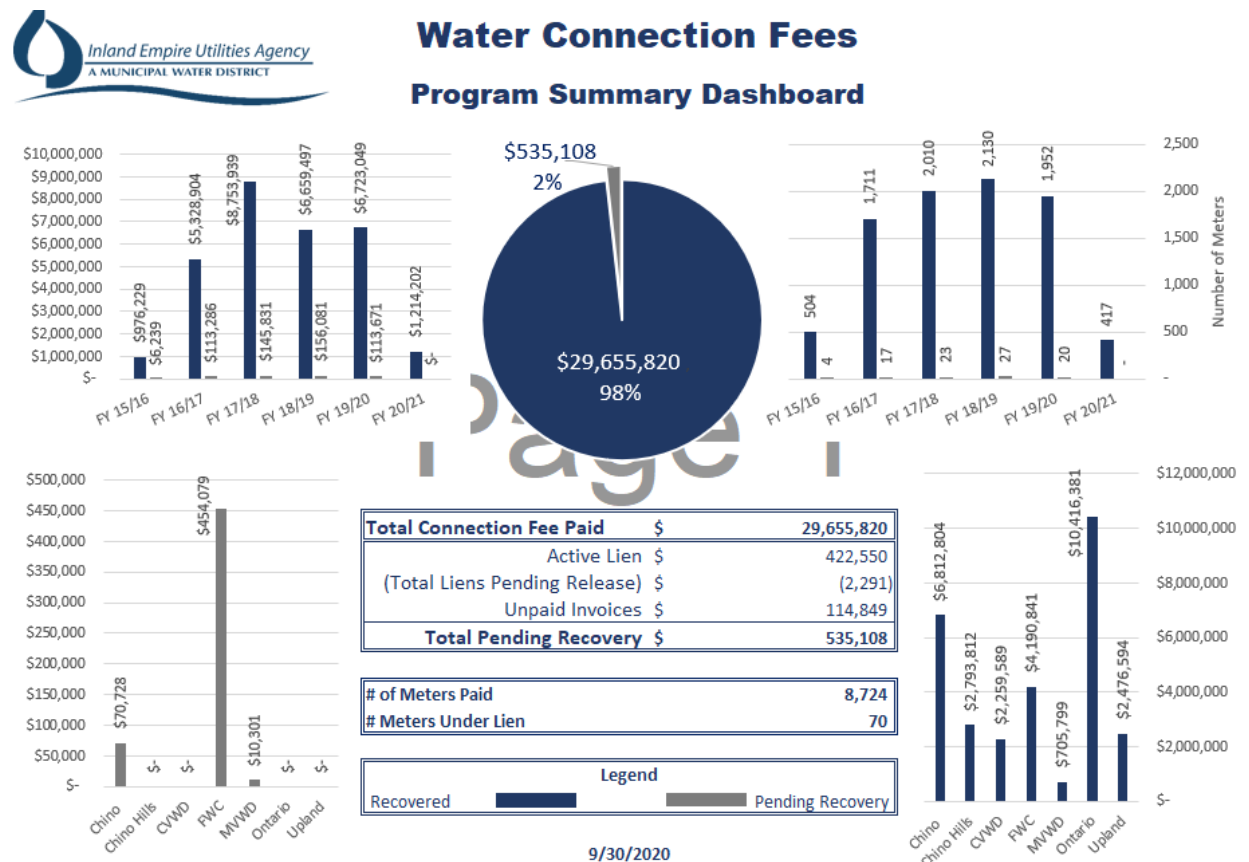 Inland Empire Utilities Agency
A MUNICIPAL WATER DISTRICT
Water Connection Fees
Program Summary Dashboard
$10,000,000
$9,000,000
$8,000,000
$7,000,000
$6,000,000
$5,000,000
$4,000,000
$3,000,000
$2,000,000
$1,000,000
$-
$976,229
$6,239
$5,328,904
$113,286
$8,753,939
$145,831
$6,659,497
$156,081
$6,723,049
$113,671
$1,214,202
$-
FY 15/16
FY 16/17
FY 17/18
FY 18/19
FY 19/20
FY 20/21
$535,108
2%
$29,655,820
98%
2,500
2,000
1,500
1,000
500
-
Number of Meters
504
4
1,711
17
2,010
23
2,130
27
1,952
20
417
-
FY 15/16
FY 16/17
FY 17/18
FY 18/19
FY 19/20
FY 20/21
Page 1
$500,000
$450,000
$400,000
$350,000
$300,000
$250,000
$200,000
$150,000
$100,000
$50,000
$-
$70,728
$-
$-
$454,079
$10,301
$-
$-
Chino
Chino Hills
CVWD
FWC
MVWD
Ontario
Upland
Total Connection Fee Paid $ 29,655,820
Active Lien $ 422,550
(Total Liens Pending Release) $ (2,291)
Unpaid Invoices $ 114,849
Total Pending Recovery $ 535,108
# of Meters Paid 8,724
# Meters Under Lien 70
Legend
Recovered Pending Recovery
9/30/2020
$12,000,000
$10,000,000
$8,000,000
$6,000,000
$4,000,000
$2,000,000
$-
$6,812,804
$2,793,812
$2,259,589
$4,190,841
$705,799
$10,416,381
$2,476,594
Chino
Chino Hills
CVWD
FWC
MVWD
Ontario
Upland